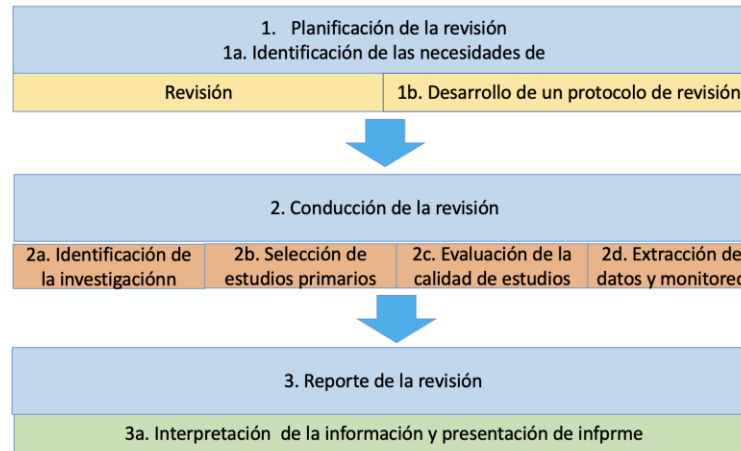 1. Planificación de la revisión
1a. Identificación de las necesidades de
Revisión
1b. Desarrollo de un protocolo de revisión
2. Conducción de la revisión
2a. Identificación de
la investigaciónn
2b. Selección de
estudios primarios
2c. Evaluación de la
calidad de estudios
2d. Extracción de
datos y monitoreo
3. Reporte de la revisión
3a. Interpretación de la información y presentación de infprme